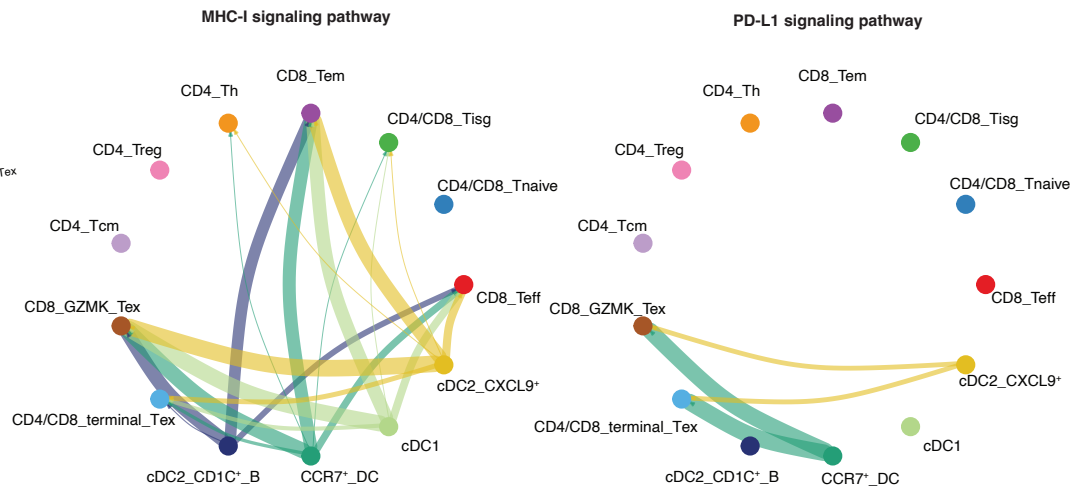 MHC-I signaling pathway
CD8_Tem
CD4_Th
CD4/CD8_Tisg
CD4_Treg
Tex
CD4/CD8_Tnaive
CD4_Tcm
CD8_Teff
CD8_GZMK_Tex
cDC2_CXCL9⁺
CD4/CD8_terminal_Tex
cDC1
cDC2_CD1C⁺_B
CCR7⁺_DC
PD-L1 signaling pathway
CD8_Tem
CD4_Th
CD4/CD8_Tisg
CD4_Treg
CD4/CD8_Tnaive
CD4_Tcm
CD8_Teff
CD8_GZMK_Tex
cDC2_CXCL9⁺
CD4/CD8_terminal_Tex
cDC1
cDC2_CD1C⁺_B
CCR7⁺_DC